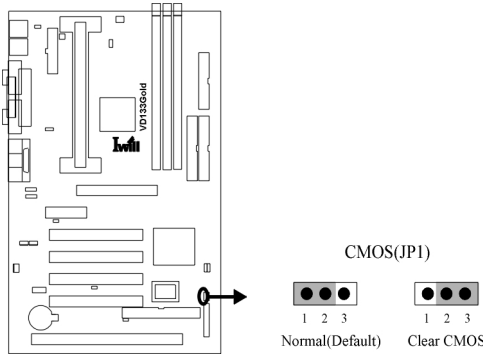 VD133Gold
Iwill
CMOS(JP1)
1 2 3
1 2 3
Normal(Default)
Clear CMOS